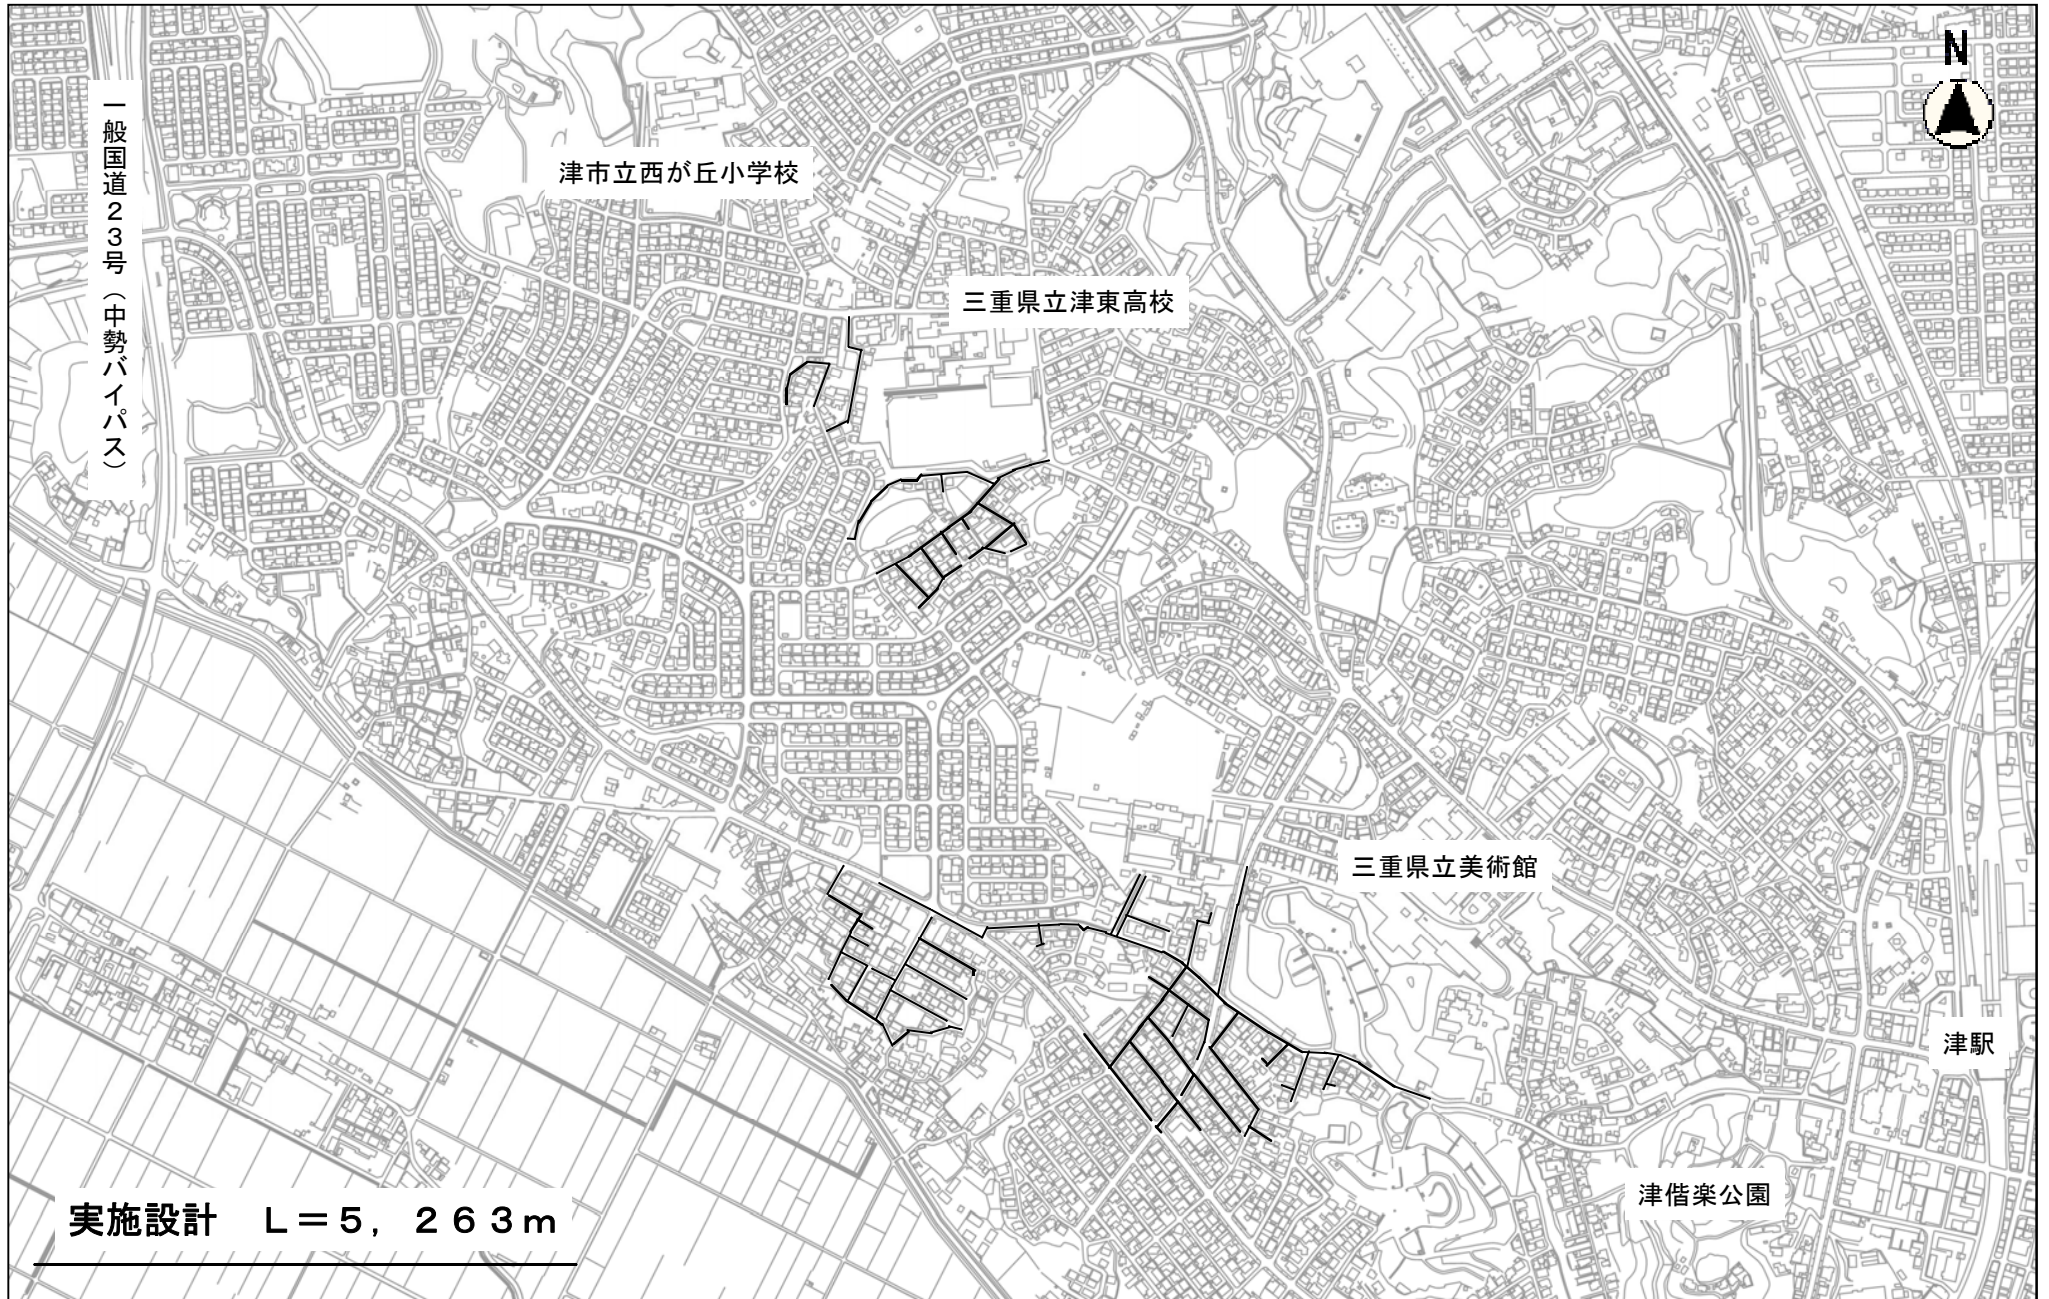 N
一般国道２３号（中勢バイパス）
津市立西が丘小学校
三重県立津東高校
三重県立美術館
津駅
津偕楽公園
実施設計　Ｌ＝５，２６３ｍ